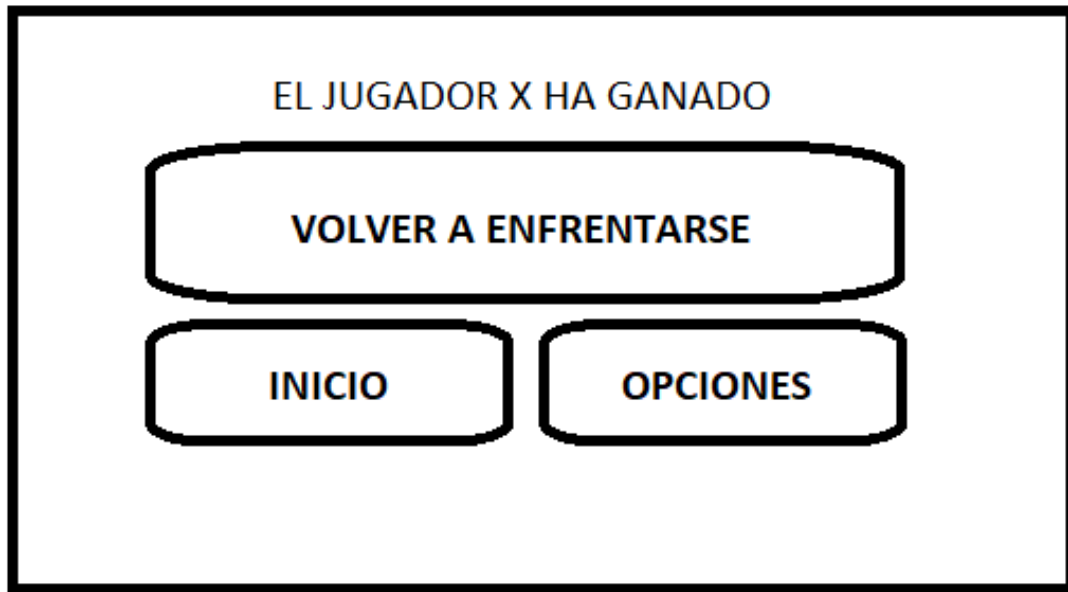 EL JUGADOR X HA GANADO
VOLVER A ENFRENTARSE
INICIO
OPCIONES